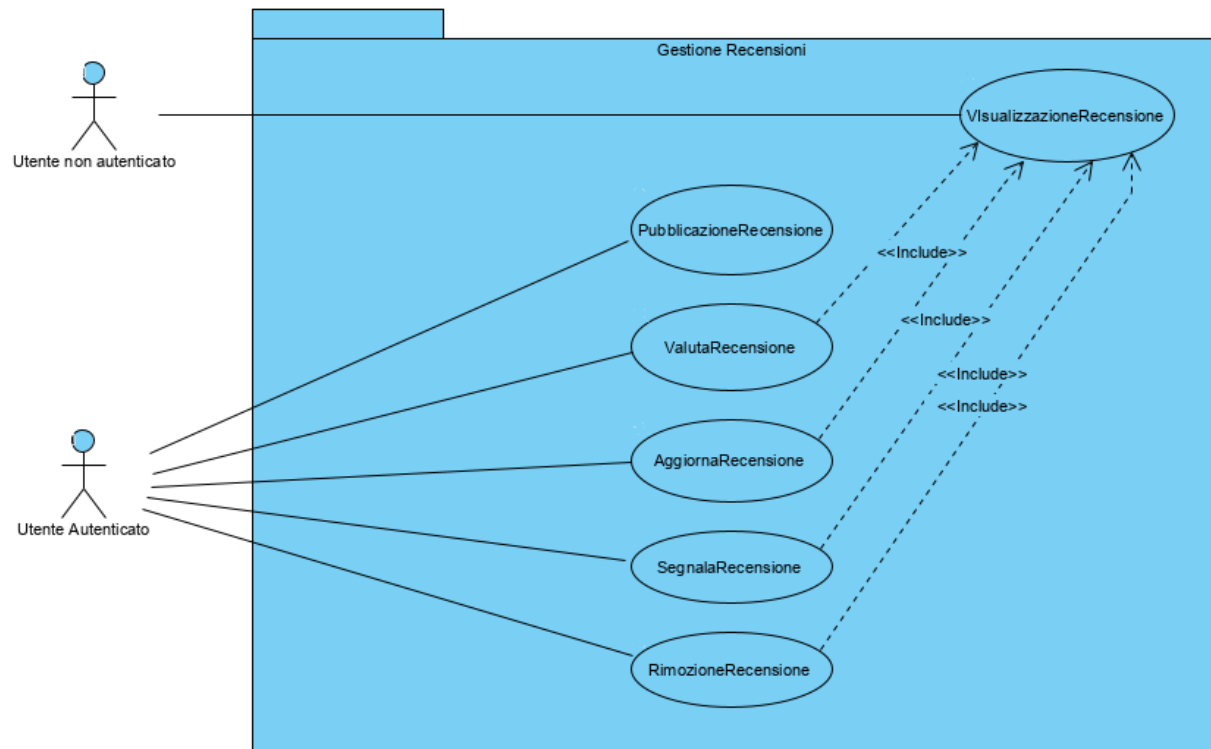 Gestione Recensioni
VIsualizzazioneRecensione
Utente non autenticato
PubblicazioneRecensione
<<Include>>
<<Include>>
ValutaRecensione
<<Include>>
<<Include>>
AggiornaRecensione
Utente Autenticato
SegnalaRecensione
RimozioneRecensione